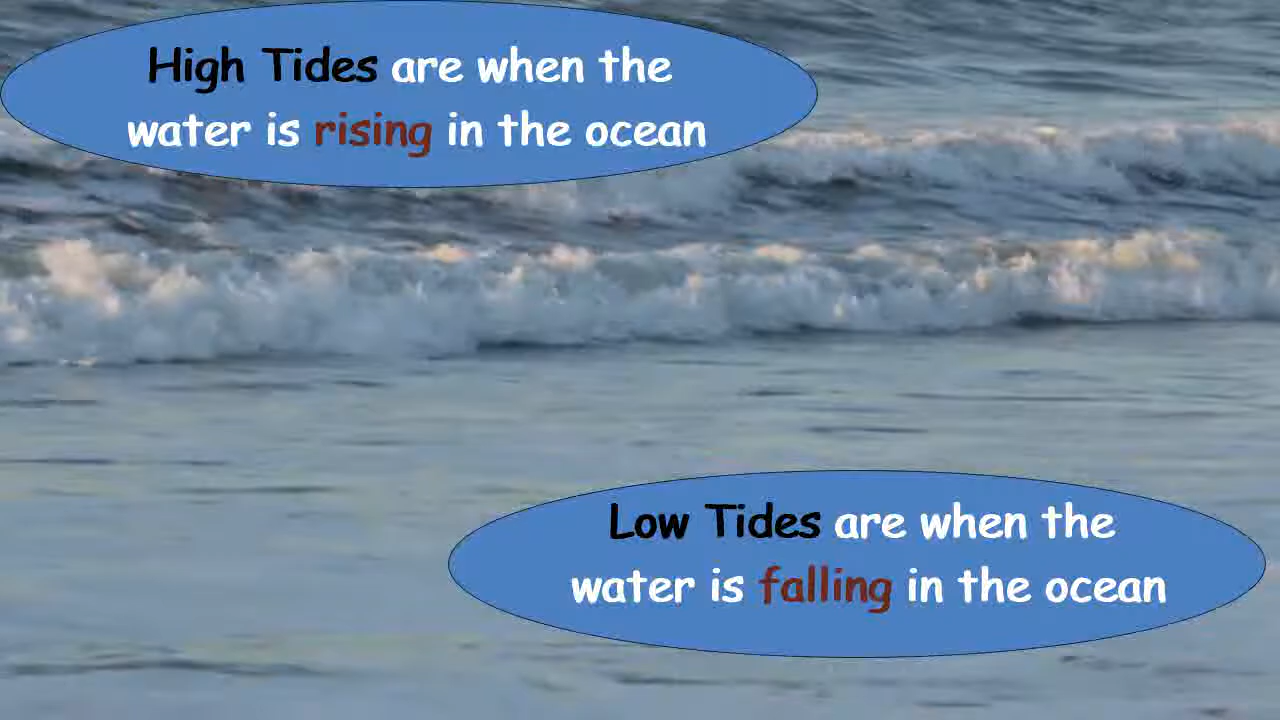 High Tides are when the
water is rising in the ocean
Low Tides are when the
water is falling in the ocean